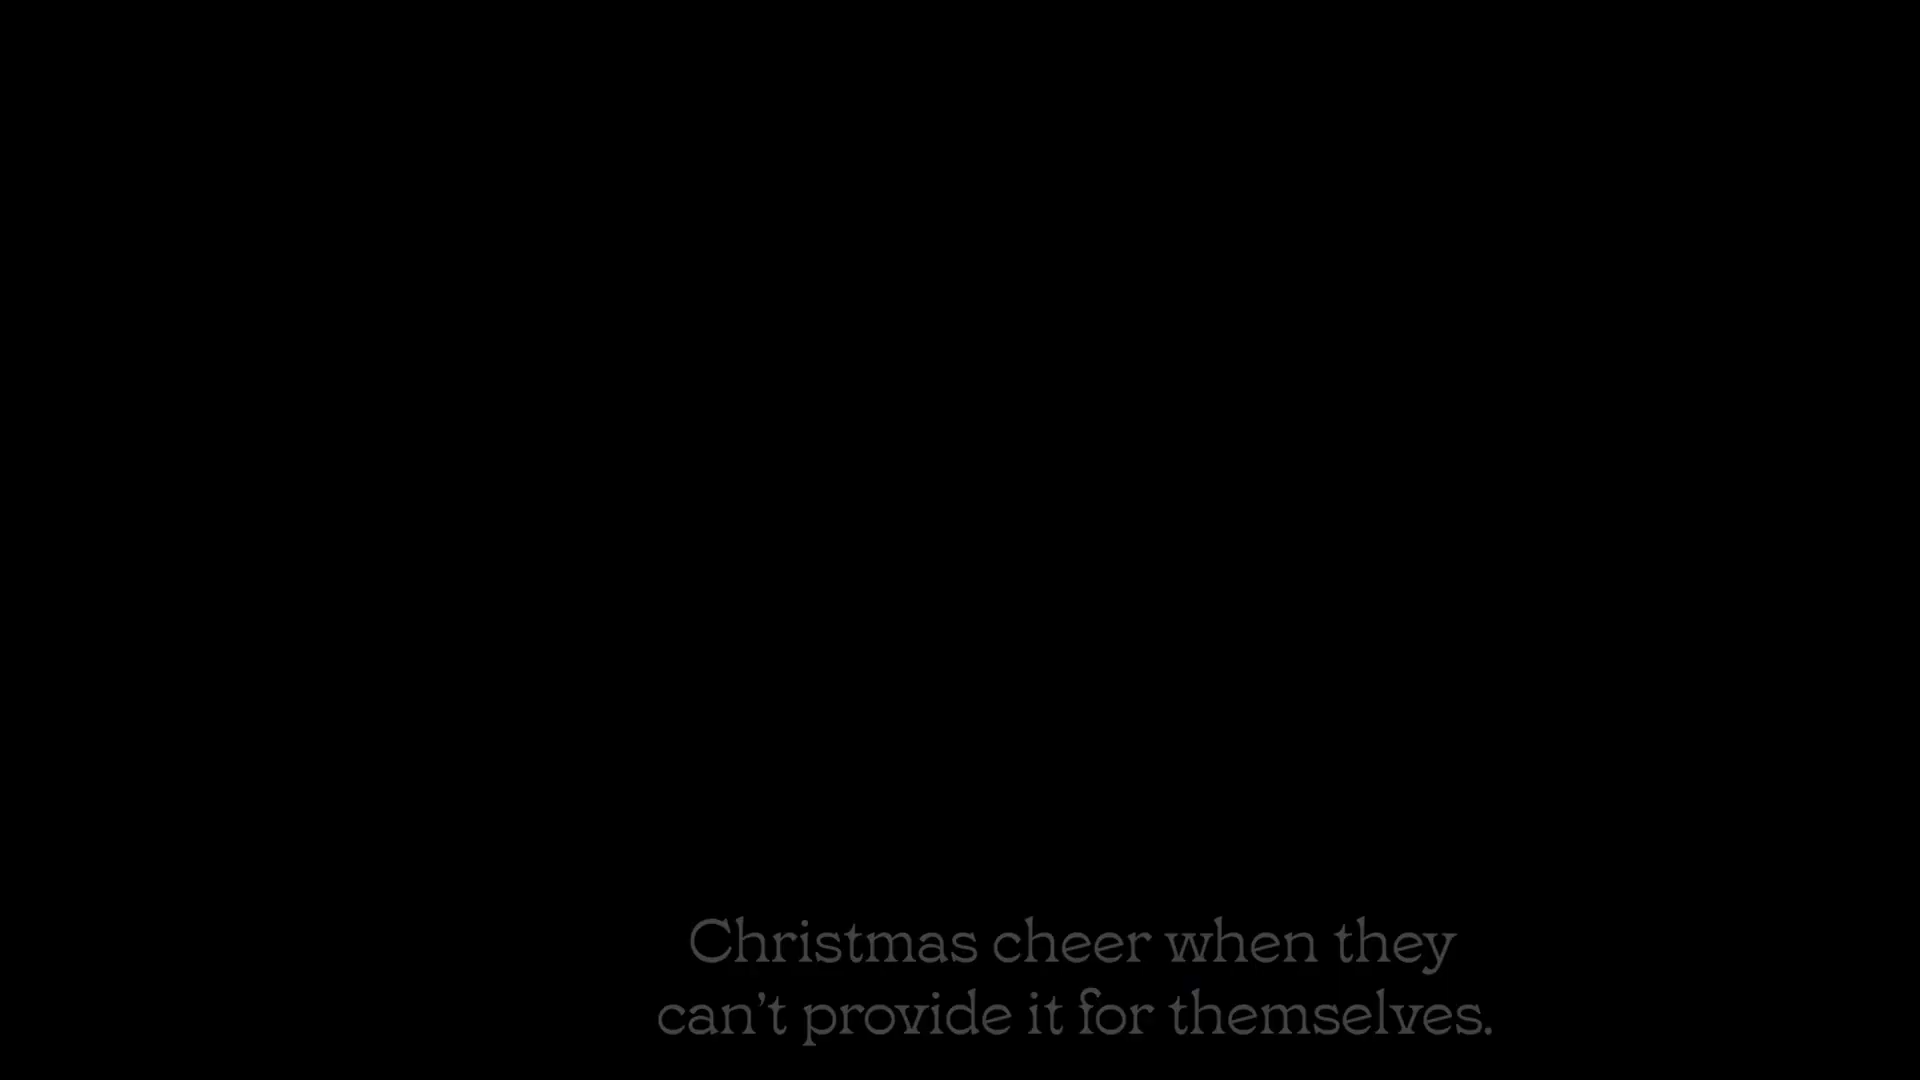 Christmas cheer when they
can’t provide it for themselves.